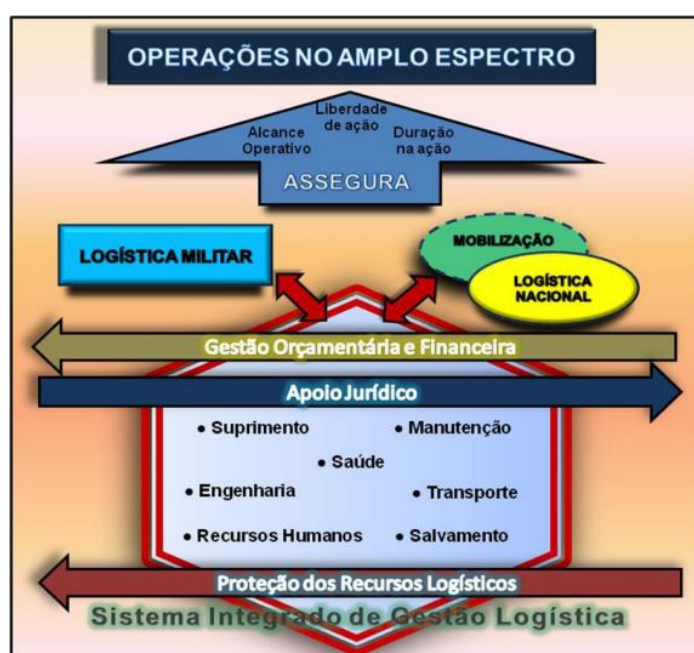 OPERAÇÕES NO AMPLO ESPECTRO
Liberdade
de ação
Alcance
Operativo
Duração
na ação
ASSEGURA
LOGÍSTICA MILITAR
MOBILIZAÇÃO
LOGÍSTICA
NACIONAL
Gestão Orçamentária e Financeira
Apoio Jurídico
• Suprimento
• Manutenção
• Saúde
• Engenharia
• Transporte
• Recursos Humanos
• Salvamento
Proteção dos Recursos Logísticos
Sistema Integrado de Gestão Logística